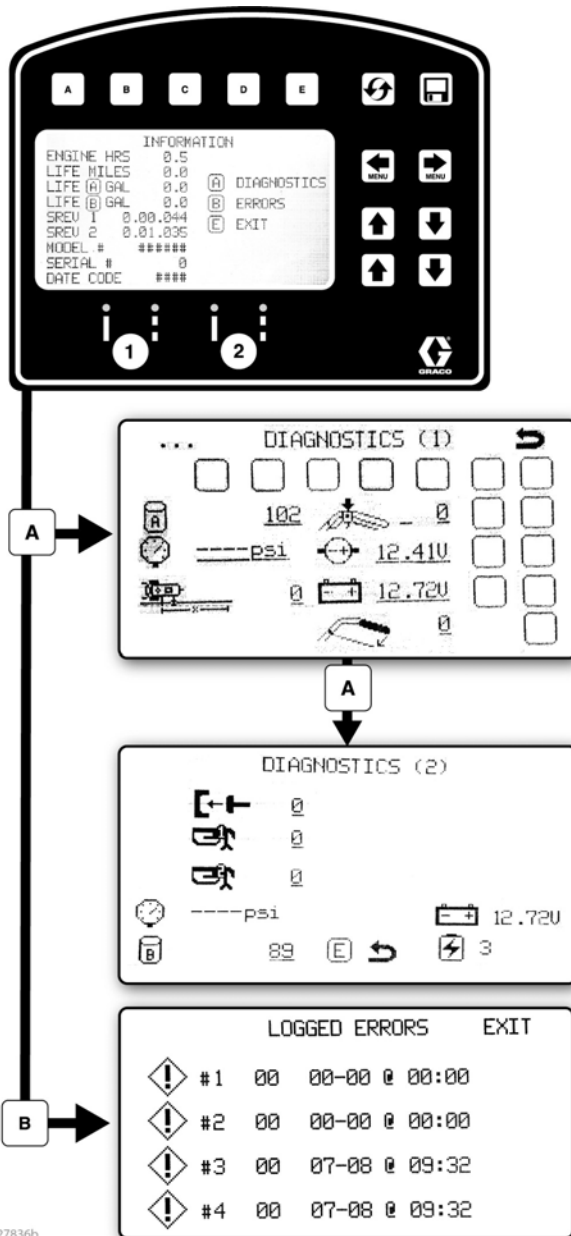 A B C D E
INFORMATION
ENGINE HRS 0.5
LIFE MILES 0.0
LIFE A GAL 0.0
LIFE B GAL 0.0
SREV 1 0.00.044
SREV 2 0.01.035
MODEL # ######
SERIAL # 0
DATE CODE ####
A DIAGNOSTICS
B ERRORS
E EXIT
MENU MENU
1 2
GRACO
A
... DIAGNOSTICS (1)
A 102 0
----psi 12.41V
x 0 12.72V
0
A
DIAGNOSTICS (2)
0
1 0
2 0
----psi 12.72V
B 89 E 3
B
LOGGED ERRORS EXIT
#1 00 00-00 @ 00:00
#2 00 00-00 @ 00:00
#3 00 07-08 @ 09:32
#4 00 07-08 @ 09:32
27836b